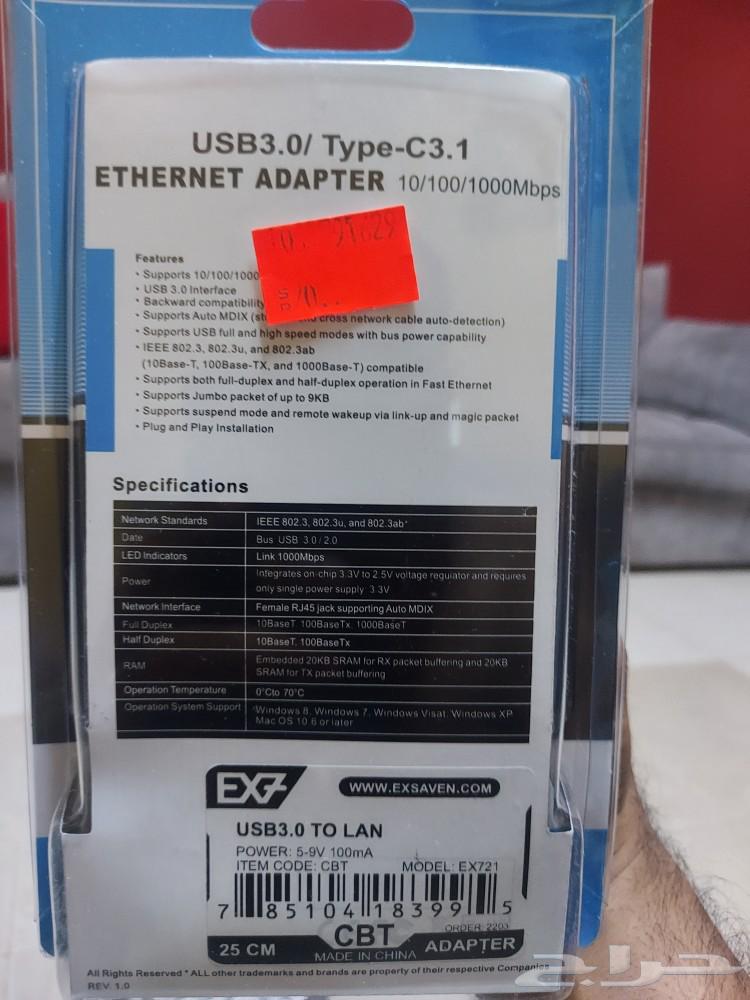 USB3.0/ Type-C3.1
ETHERNET ADAPTER 10/100/1000Mbps
Features
• Supports 10/100/1000
• USB 3.0 Interface
• Backward compatibility
• Supports Auto MDIX cross network cable auto-detection)
• Supports USB full and high speed modes with bus power capability
• IEEE 802.3, 802.3u, and 802.3ab
(10Base-T, 100Base-TX, and 1000Base-T) compatible
• Supports both full-duplex and half-duplex operation in Fast Ethernet
• Supports Jumbo packet of up to 9KB
• Supports suspend mode and remote wakeup via link-up and magic packet
• Plug and Play Installation
Specifications
Network Standards IEEE 802.3, 802.3u, and 802.3ab*
Date Bus USB 3.0/2.0
LED Indicators Link 1000Mbps
Power Integrates on-chip 3.3V to 2.5V voltage regulator and requires
only single power supply 3.3V
Network Interface Female RJ45 jack supporting Auto MDIX
Full Duplex 10BaseT, 100BaseTx, 1000BaseT
Half Duplex 10BaseT, 100BaseTx
RAM Embedded 20KB SRAM for RX packet buffering and 20KB
SRAM for TX packet buffering
Operation Temperature 0°Cto 70°C
Operation System Support Windows 8, Windows 7, Windows Visat, Windows XP
Mac OS 10.6 or later
EX7 WWW.EXSAVEN.COM
USB3.0 TO LAN
POWER: 5-9V 100mA
ITEM CODE: CBT MODEL: EX721
7 85104 18399 5
ORDER: 2203
25 CM CBT ADAPTER
MADE IN CHINA
All Rights Reserved * ALL other trademarks and brands are property of their respective Companies
REV. 1.0
حراج